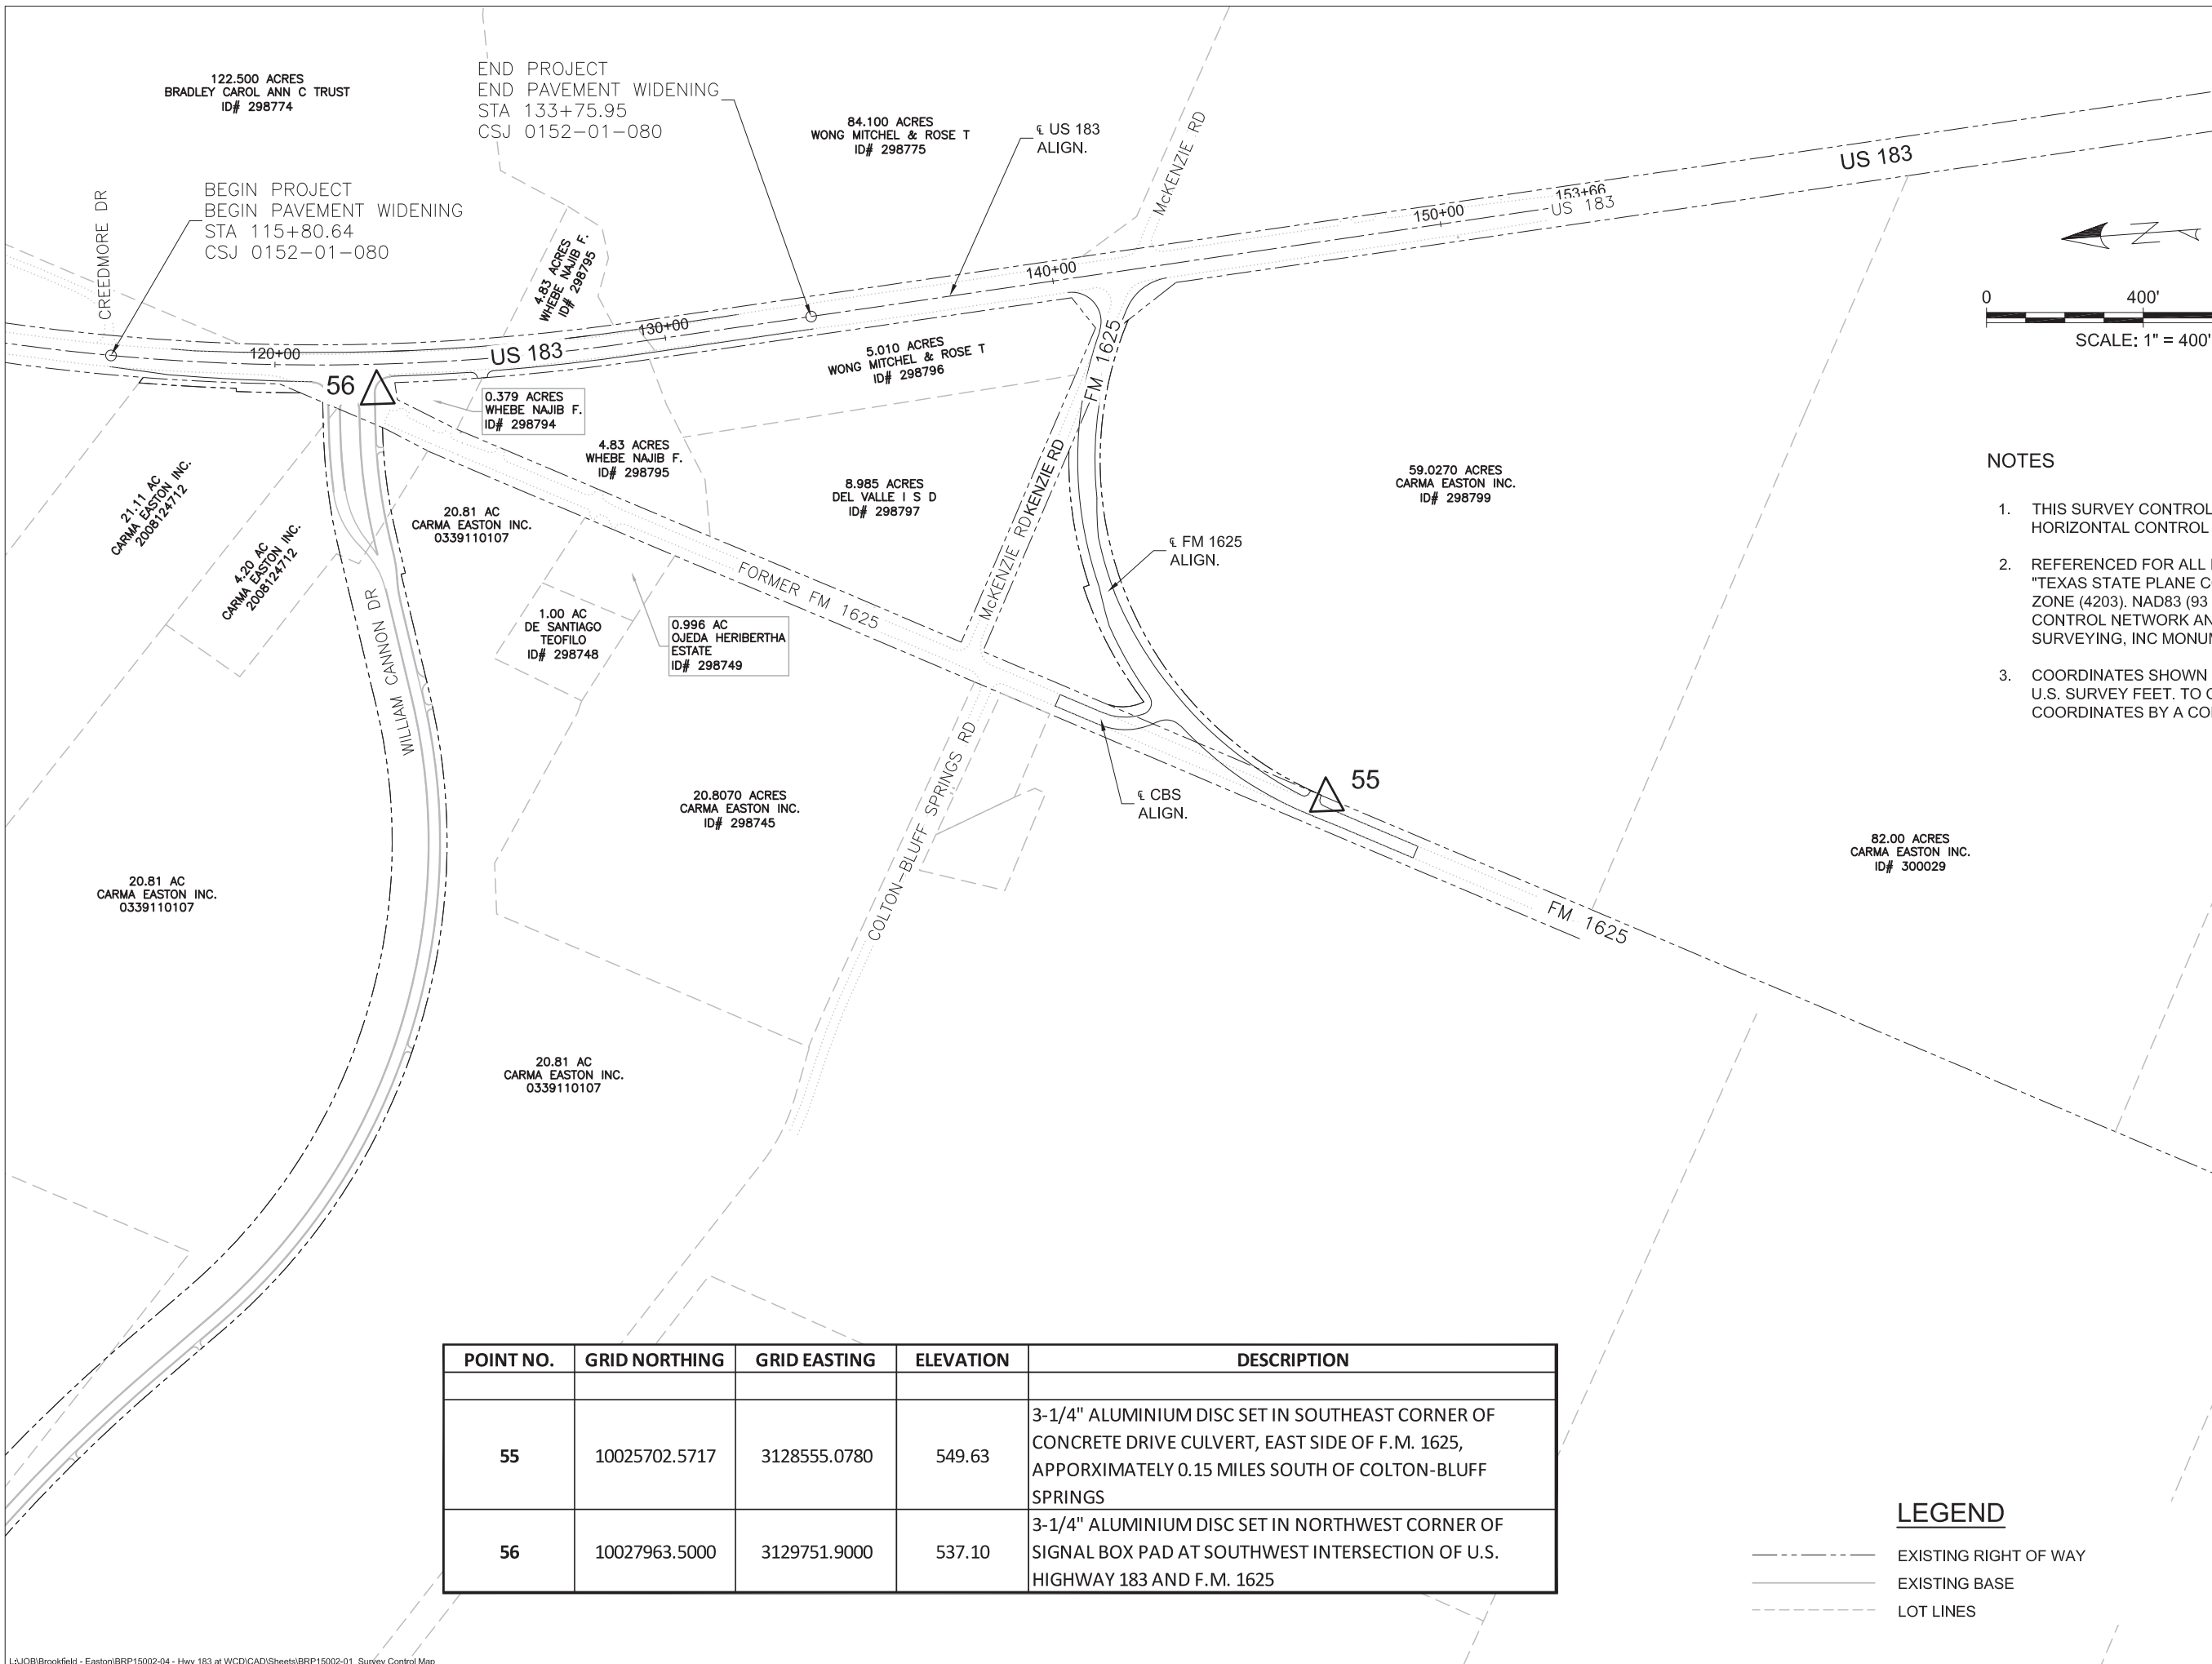 122.500 ACRES
BRADLEY CAROL ANN C TRUST
ID# 298774
END PROJECT
END PAVEMENT WIDENING
STA 133+75.95
CSJ 0152-01-080
84.100 ACRES
WONG MITCHEL & ROSE T
ID# 298775
℄ US 183
ALIGN.
McKENZIE RD
US 183
BEGIN PROJECT
BEGIN PAVEMENT WIDENING
STA 115+80.64
CSJ 0152-01-080
CREEDMORE DR
4.83 ACRES
WHEBE NAJIB F.
ID# 298795
153+66
US 183
150+00
140+00
130+00
120+00
US 183
Z
0 400'
SCALE: 1" = 400'
5.010 ACRES
WONG MITCHEL & ROSE T
ID# 298796
FM 1625
56
0.379 ACRES
WHEBE NAJIB F.
ID# 298794
4.83 ACRES
WHEBE NAJIB F.
ID# 298795
8.985 ACRES
DEL VALLE I S D
ID# 298797
McKENZIE RD
KENZIE RD
59.0270 ACRES
CARMA EASTON INC.
ID# 298799
NOTES
1. THIS SURVEY CONTROL
HORIZONTAL CONTROL
2. REFERENCED FOR ALL
"TEXAS STATE PLANE C
ZONE (4203). NAD83 (93
CONTROL NETWORK AN
SURVEYING, INC MONU
3. COORDINATES SHOWN
U.S. SURVEY FEET. TO
COORDINATES BY A CO
21.11 AC
CARMA EASTON INC.
2008124712
4.20 AC
CARMA EASTON INC.
2008124712
20.81 AC
CARMA EASTON INC.
0339110107
℄ FM 1625
ALIGN.
FORMER FM 1625
WILLIAM CANNON DR
1.00 AC
DE SANTIAGO
TEOFILO
ID# 298748
0.996 AC
OJEDA HERIBERTHA
ESTATE
ID# 298749
20.8070 ACRES
CARMA EASTON INC.
ID# 298745
COLTON-BLUFF SPRINGS RD
℄ CBS
ALIGN.
55
82.00 ACRES
CARMA EASTON INC.
ID# 300029
FM 1625
20.81 AC
CARMA EASTON INC.
0339110107
20.81 AC
CARMA EASTON INC.
0339110107
POINT NO. GRID NORTHING GRID EASTING ELEVATION DESCRIPTION
55 10025702.5717 3128555.0780 549.63
3-1/4" ALUMINIUM DISC SET IN SOUTHEAST CORNER OF
CONCRETE DRIVE CULVERT, EAST SIDE OF F.M. 1625,
APPORXIMATELY 0.15 MILES SOUTH OF COLTON-BLUFF
SPRINGS
56 10027963.5000 3129751.9000 537.10
3-1/4" ALUMINIUM DISC SET IN NORTHWEST CORNER OF
SIGNAL BOX PAD AT SOUTHWEST INTERSECTION OF U.S.
HIGHWAY 183 AND F.M. 1625
LEGEND
EXISTING RIGHT OF WAY
EXISTING BASE
LOT LINES
L:\JOB\Brookfield - Easton\BRP15002-04 - Hwy 183 at WCD\CAD\Sheets\BRP15002-01_Survey Control Map